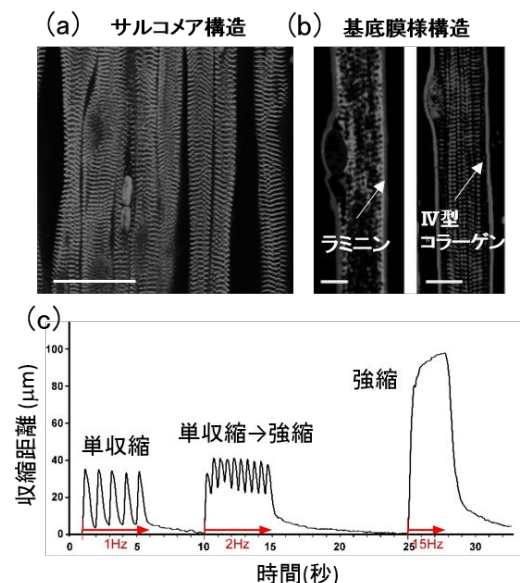 (a) サルコメア構造
(b) 基底膜様構造
ラミニン
Ⅳ型
コラーゲン
(c)
収縮距離 (μm)
100
80
60
40
20
0
単収縮
単収縮→強縮
強縮
1Hz
2Hz
15Hz
0 5 10 15 20 25 30
時間(秒)